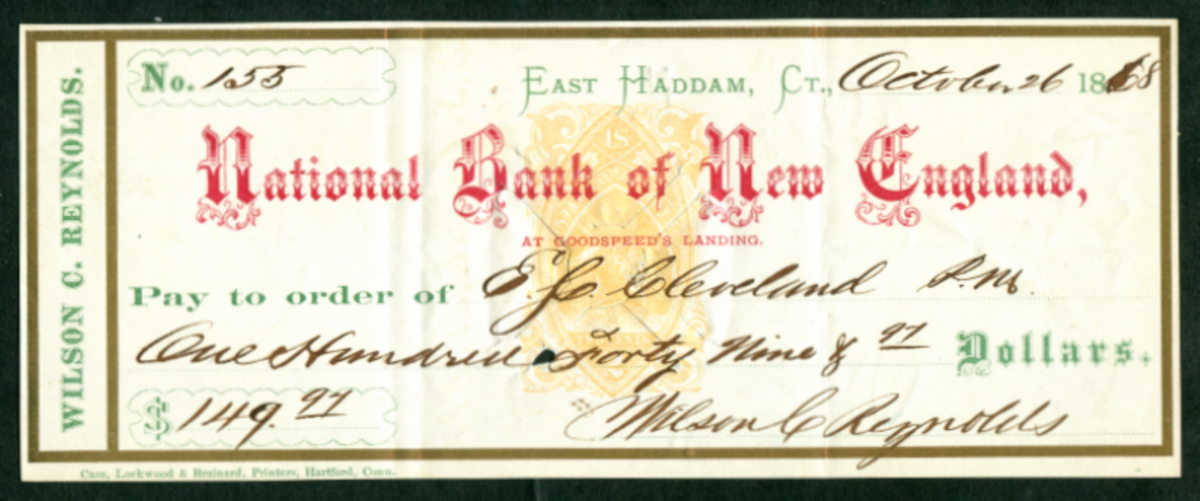 WILSON C. REYNOLDS.
No. 155
EAST HADDAM, CT., October 26 1868
National Bank of New England,
AT GOODSPEED'S LANDING.
Pay to order of E. C. Cleveland P.M.
One Hundred & Forty Nine & 97 Dollars.
$ 149. 97
Wilson C Reynolds
Case, Lockwood & Brainard, Printers, Hartford, Conn.